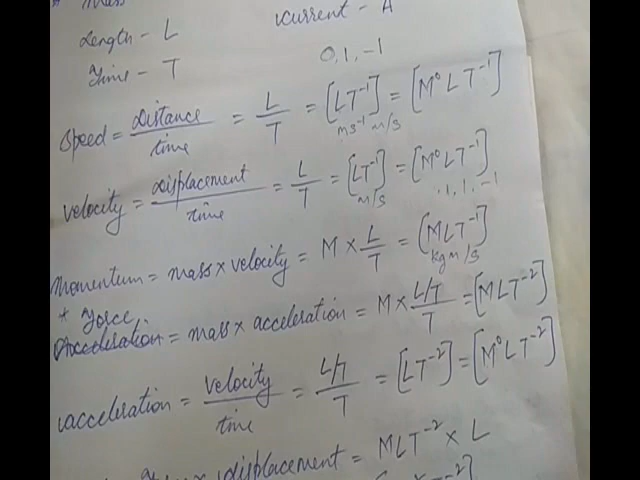 * Mass
Length - L
Current - A
Time - T
0, 1, -1
Speed = distance / time = L / T = [LT⁻¹] = [M⁰LT⁻¹]
ms⁻¹ m/s
velocity = displacement / time = L / T = [LT⁻¹] = [M⁰LT⁻¹]
m/s
1, 1, -1
Momentum = mass x velocity = M x L / T = [MLT⁻¹]
kg m/s
* Force
Acceleration = mass x acceleration = M x L/T / T = [MLT⁻²]
acceleration = velocity / time = L/T / T = [LT⁻²] = [M⁰LT⁻²]
x displacement = MLT⁻² x L